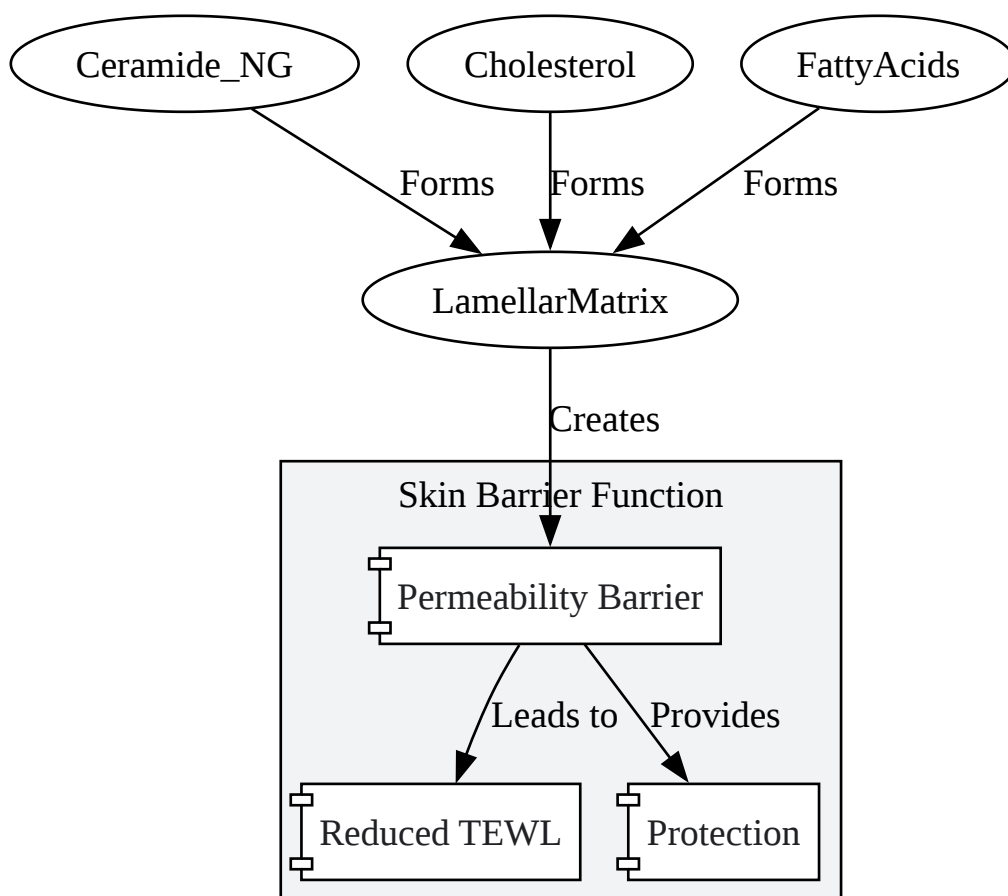 Ceramide_NG
Cholesterol
FattyAcids
Forms
Forms
Forms
LamellarMatrix
Creates
Skin Barrier Function
Permeability Barrier
Leads to
Provides
Reduced TEWL
Protection